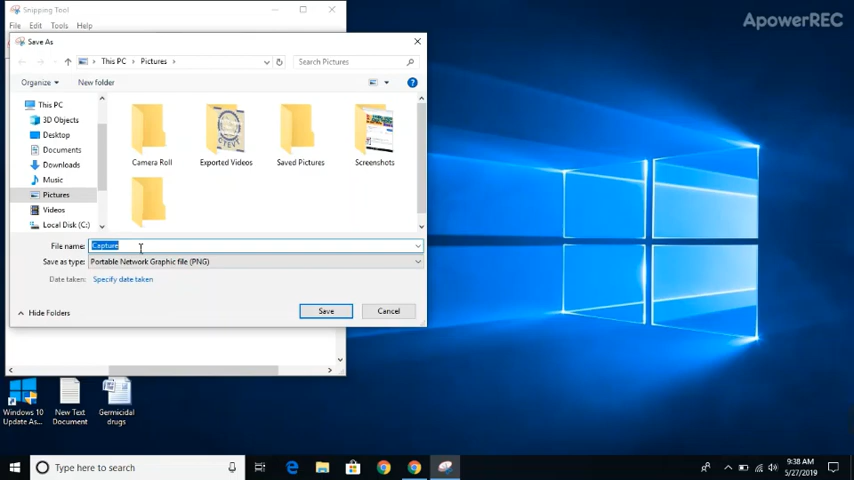 Snipping Tool
ApowerREC
File Edit Tools Help
Save As
This PC > Pictures >
Search Pictures
Organize
New folder
This PC
3D Objects
Desktop
Documents
Downloads
Music
Pictures
Videos
Local Disk (C:)
Camera Roll
Exported Videos
Saved Pictures
Screenshots
File name: Capture
Save as type: Portable Network Graphic file (PNG)
Date taken: Specify date taken
Hide Folders
Save
Cancel
Windows 10
Update As...
New Text
Document
Germicidal
drugs
Type here to search
9:38 AM
5/27/2019